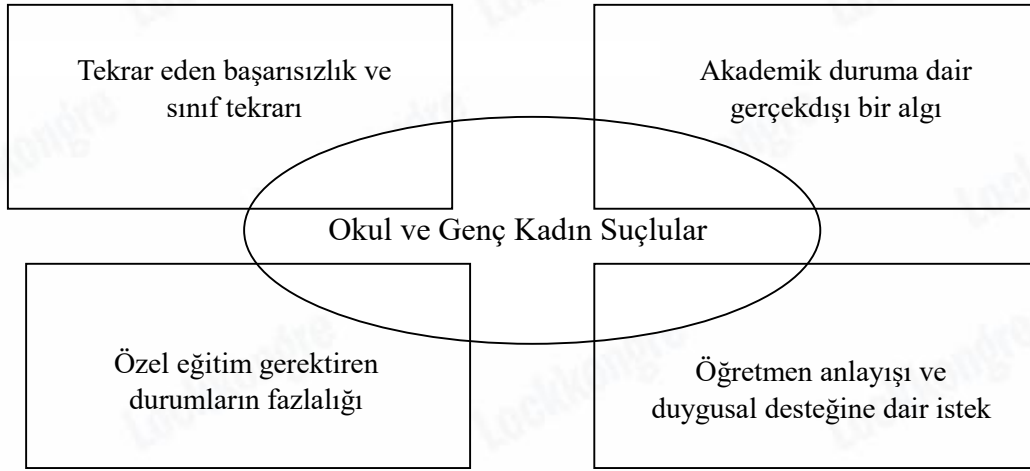 Tekrar eden başarısızlık ve
sınıf tekrarı
Akademik duruma dair
gerçekdışı bir algı
Okul ve Genç Kadın Suçlular
Özel eğitim gerektiren
durumların fazlalığı
Öğretmen anlayışı ve
duygusal desteğine dair istek